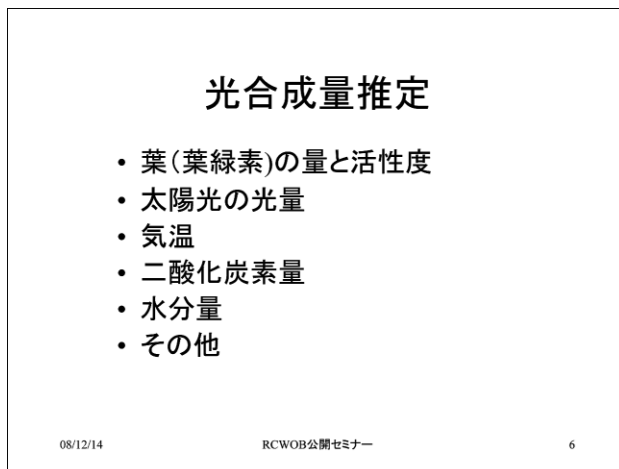 光合成量推定
• 葉(葉緑素)の量と活性度
• 太陽光の光量
• 気温
• 二酸化炭素量
• 水分量
• その他
08/12/14 RCWOB公開セミナー 6